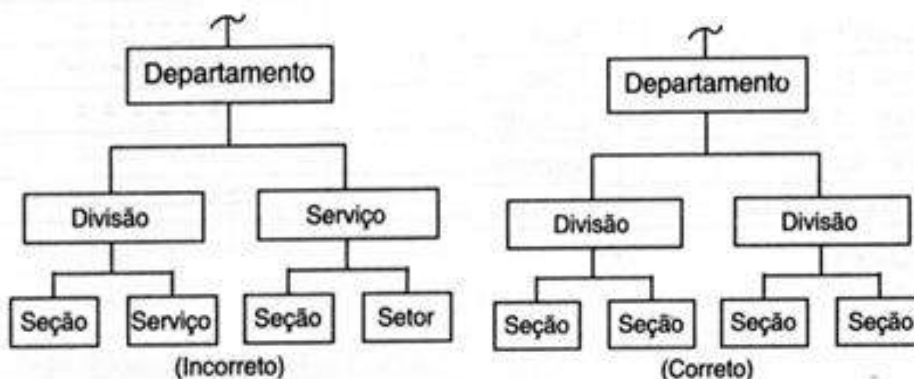 Departamento
Divisão
Serviço
Seção
Serviço
Seção
Setor
(Incorreto)
Departamento
Divisão
Divisão
Seção
Seção
Seção
Seção
(Correto)